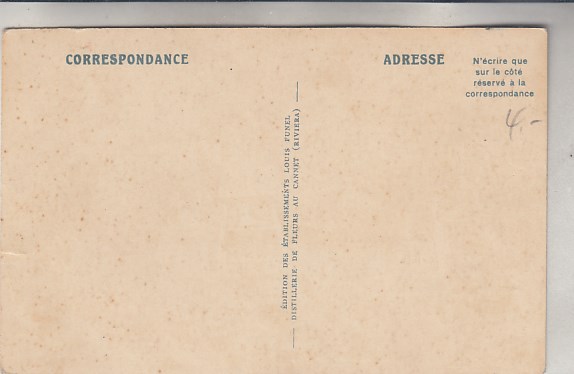 CORRESPONDANCE
ADRESSE
N'écrire que
sur le côté
réservé à la
correspondance
4.-
ÉDITION DES ÉTABLISSEMENTS LOUIS FUNEL
DISTILLERIE DE FLEURS AU CANNET (RIVIERA)